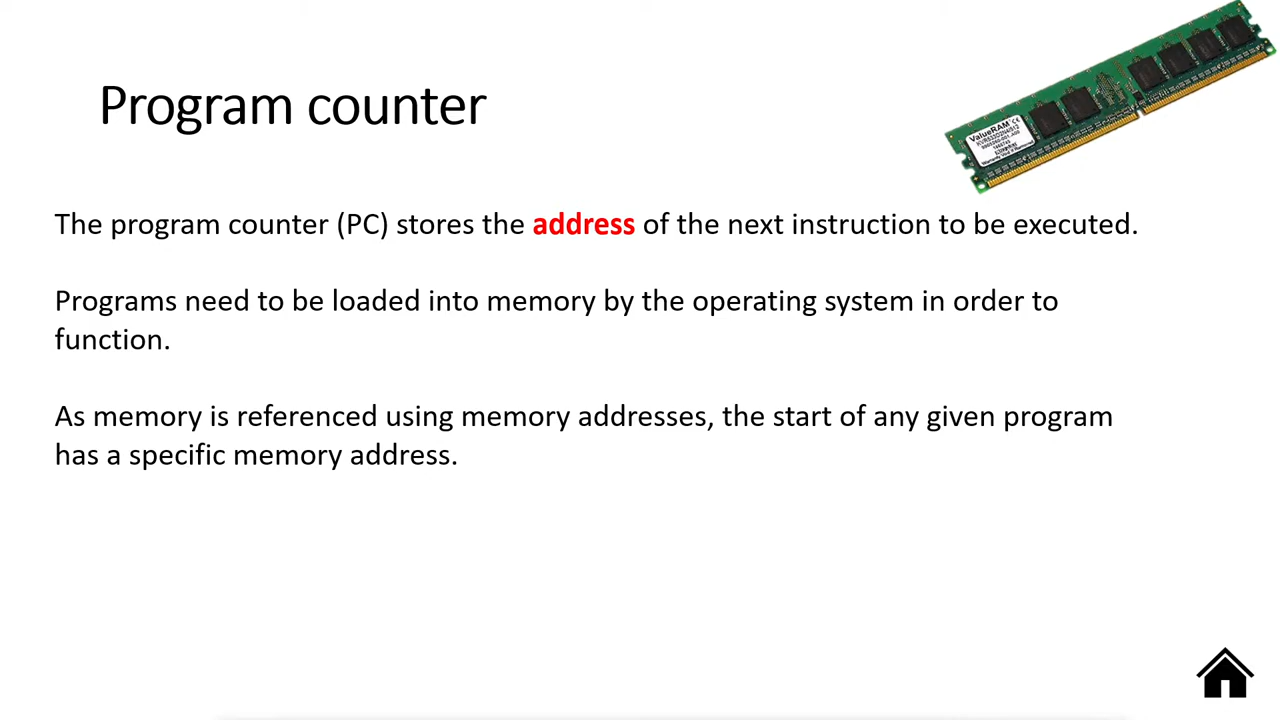 Program counter
ValueRAM
The program counter (PC) stores the address of the next instruction to be executed.
Programs need to be loaded into memory by the operating system in order to
function.
As memory is referenced using memory addresses, the start of any given program
has a specific memory address.